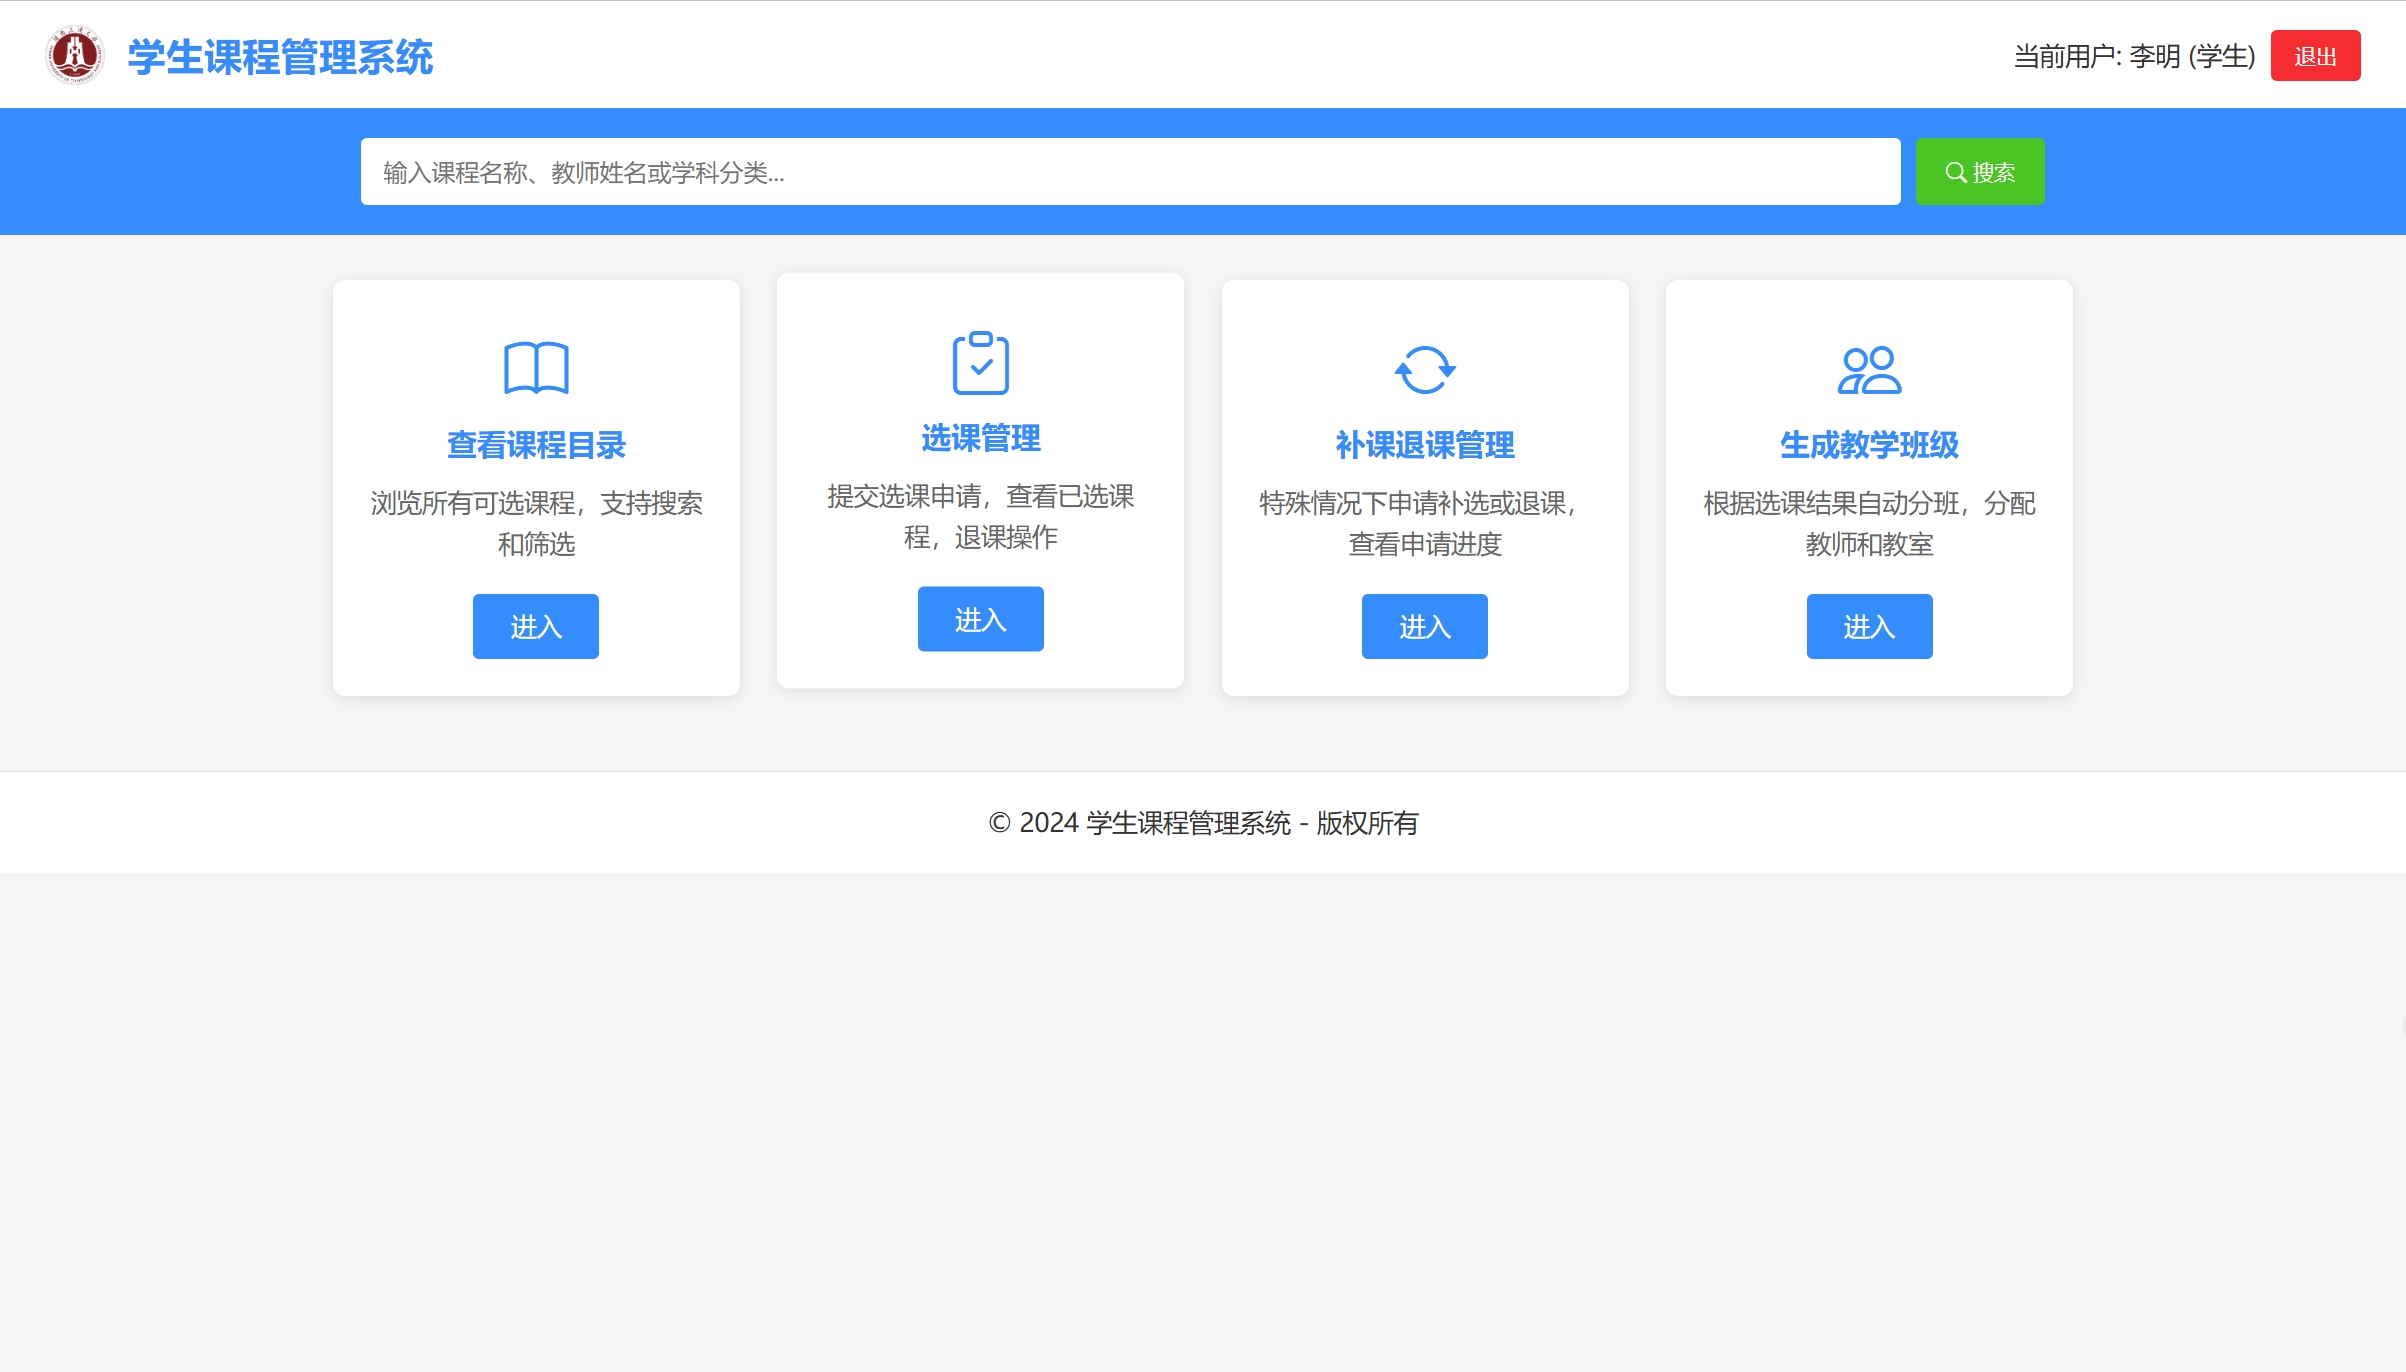 学生课程管理系统
当前用户: 李明 (学生)
退出
输入课程名称、教师姓名或学科分类...
搜索
查看课程目录
浏览所有可选课程，支持搜索
和筛选
进入
选课管理
提交选课申请，查看已选课
程，退课操作
进入
补课退课管理
特殊情况下申请补选或退课，
查看申请进度
进入
生成教学班级
根据选课结果自动分班，分配
教师和教室
进入
© 2024 学生课程管理系统 - 版权所有